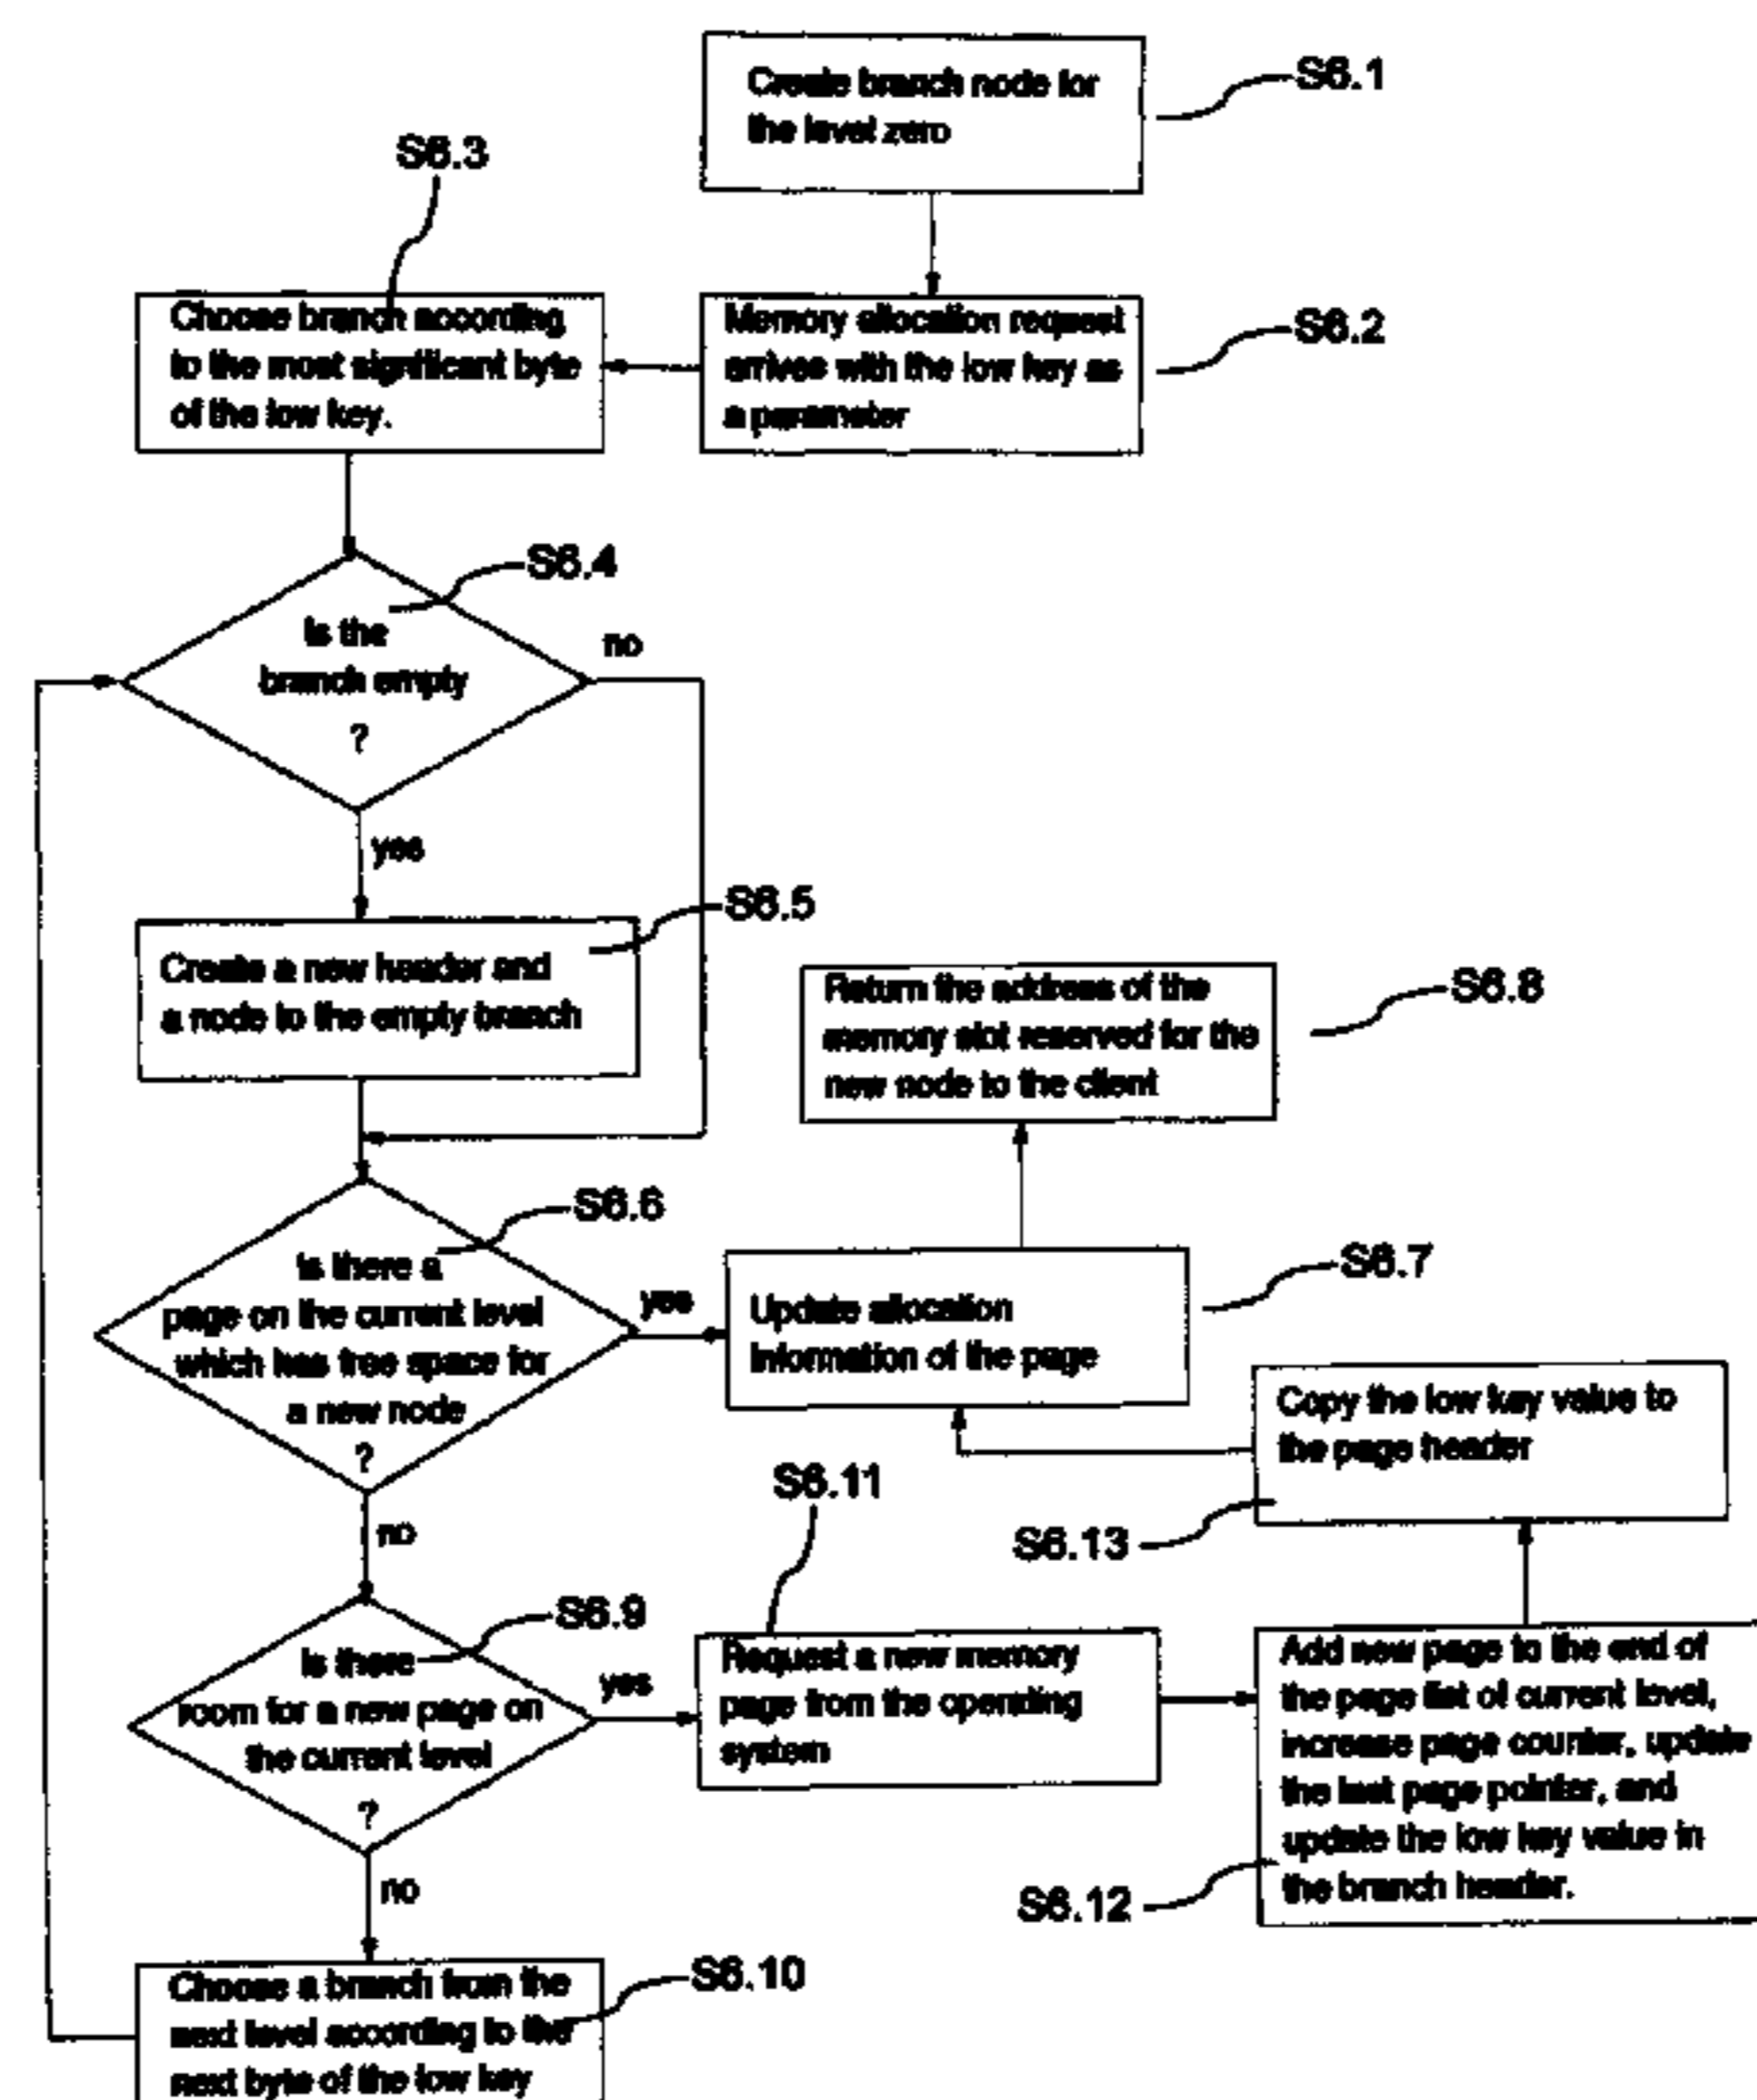 Create branch node for
the level zero
S6.1
S6.3
Choose branch according
to the most significant byte
of the low key.
Memory allocation request
arrives with the low key as
a parameter
S6.2
S6.4
Is the
branch empty
?
no
yes
S6.5
Create a new header and
a node to the empty branch
Return the address of the
memory slot reserved for the
new node to the client
S6.8
S6.6
Is there a
page on the current level
which has free space for
a new node
?
yes
Update allocation
information of the page
S6.7
no
Copy the low key value to
the page header
S6.13
S6.11
S6.9
Is there
room for a new page on
the current level
?
yes
Request a new memory
page from the operating
system
Add new page to the end of
the page list of current level,
increase page counter, update
the last page pointer, and
update the low key value in
the branch header.
S6.12
no
Choose a branch from the
next level according to the
next byte of the low key
S6.10